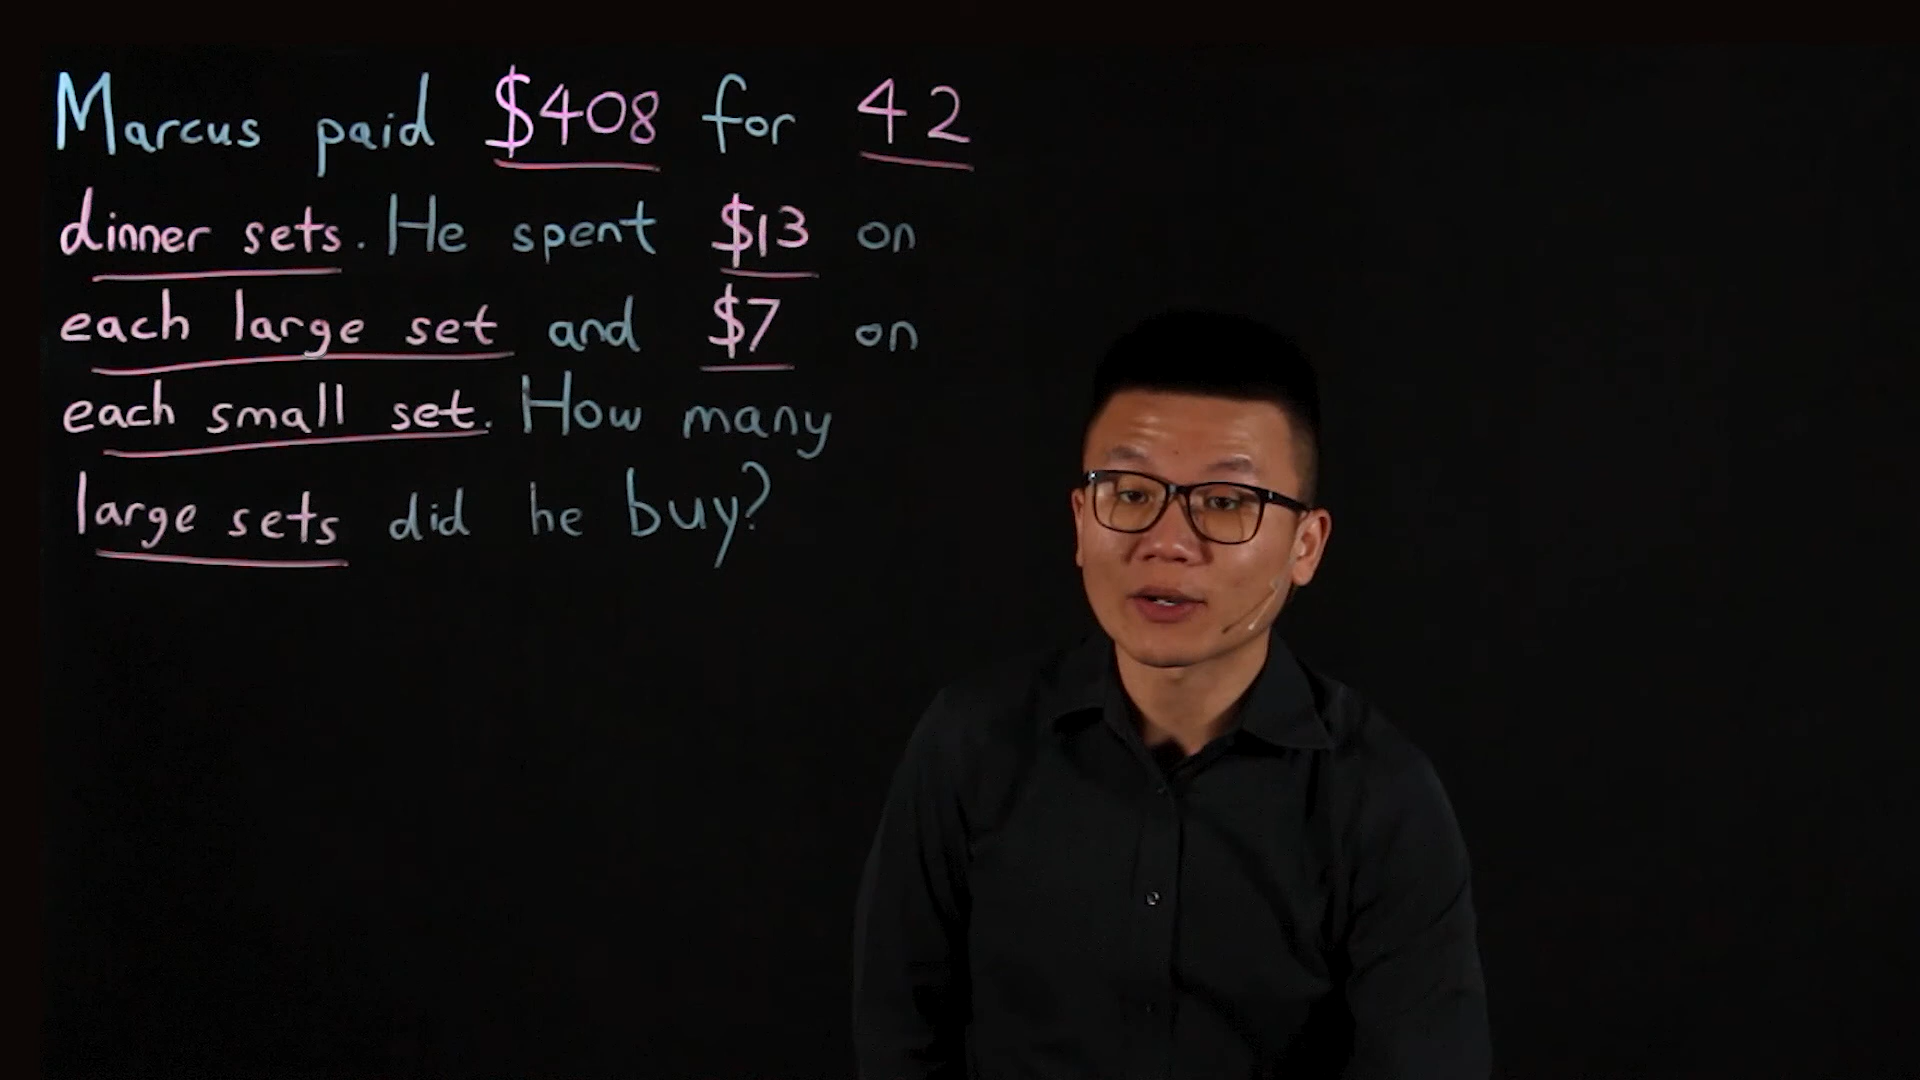 Marcus paid $408 for 42
dinner sets. He spent $13 on
each large set and $7 on
each small set. How many
large sets did he buy?